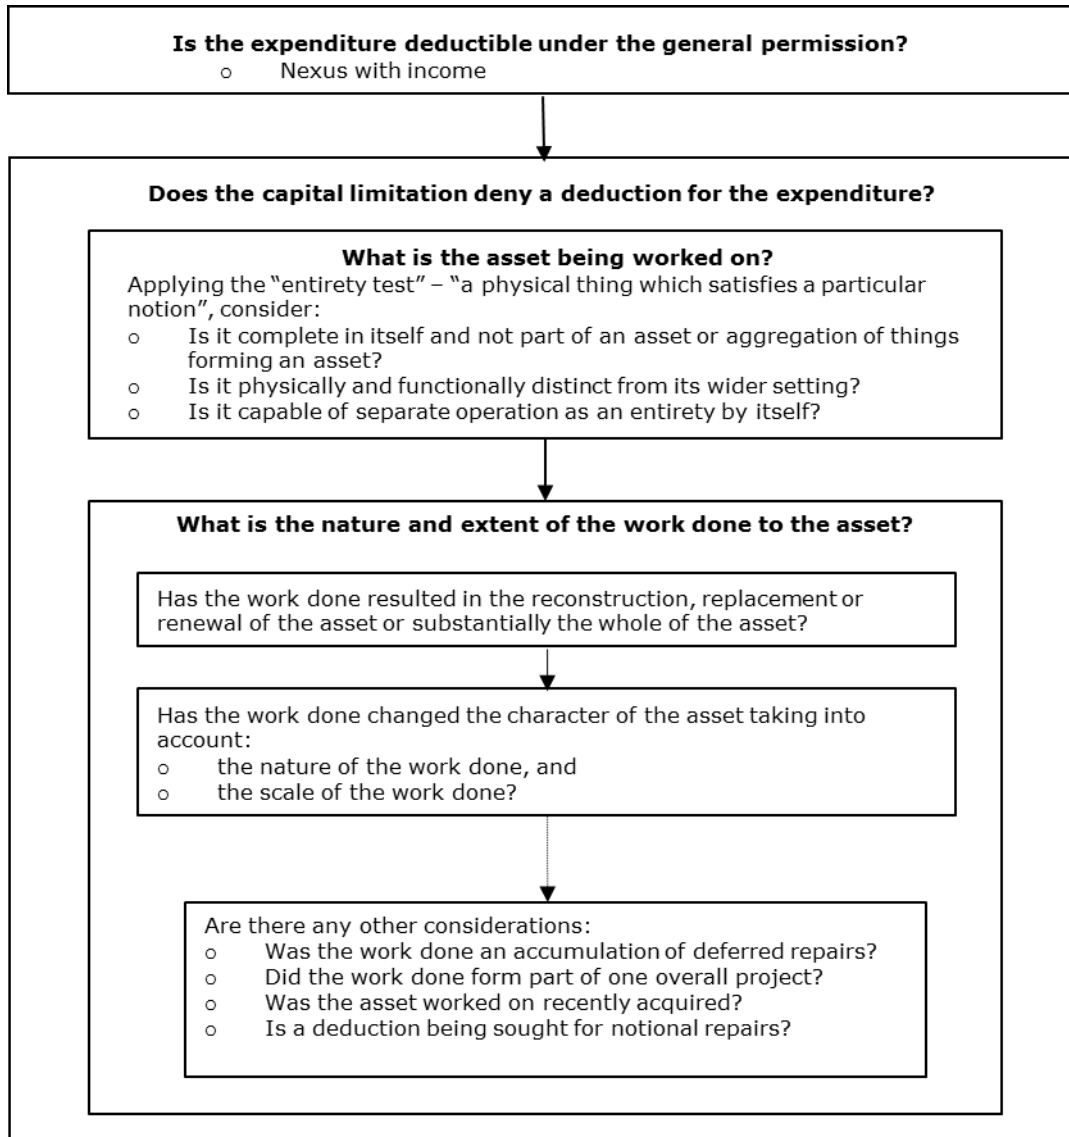 Is the expenditure deductible under the general permission?
o Nexus with income
Does the capital limitation deny a deduction for the expenditure?
What is the asset being worked on?
Applying the “entirety test” – “a physical thing which satisfies a particular
notion”, consider:
o Is it complete in itself and not part of an asset or aggregation of things
forming an asset?
o Is it physically and functionally distinct from its wider setting?
o Is it capable of separate operation as an entirety by itself?
What is the nature and extent of the work done to the asset?
Has the work done resulted in the reconstruction, replacement or
renewal of the asset or substantially the whole of the asset?
Has the work done changed the character of the asset taking into
account:
o the nature of the work done, and
o the scale of the work done?
Are there any other considerations:
o Was the work done an accumulation of deferred repairs?
o Did the work done form part of one overall project?
o Was the asset worked on recently acquired?
o Is a deduction being sought for notional repairs?